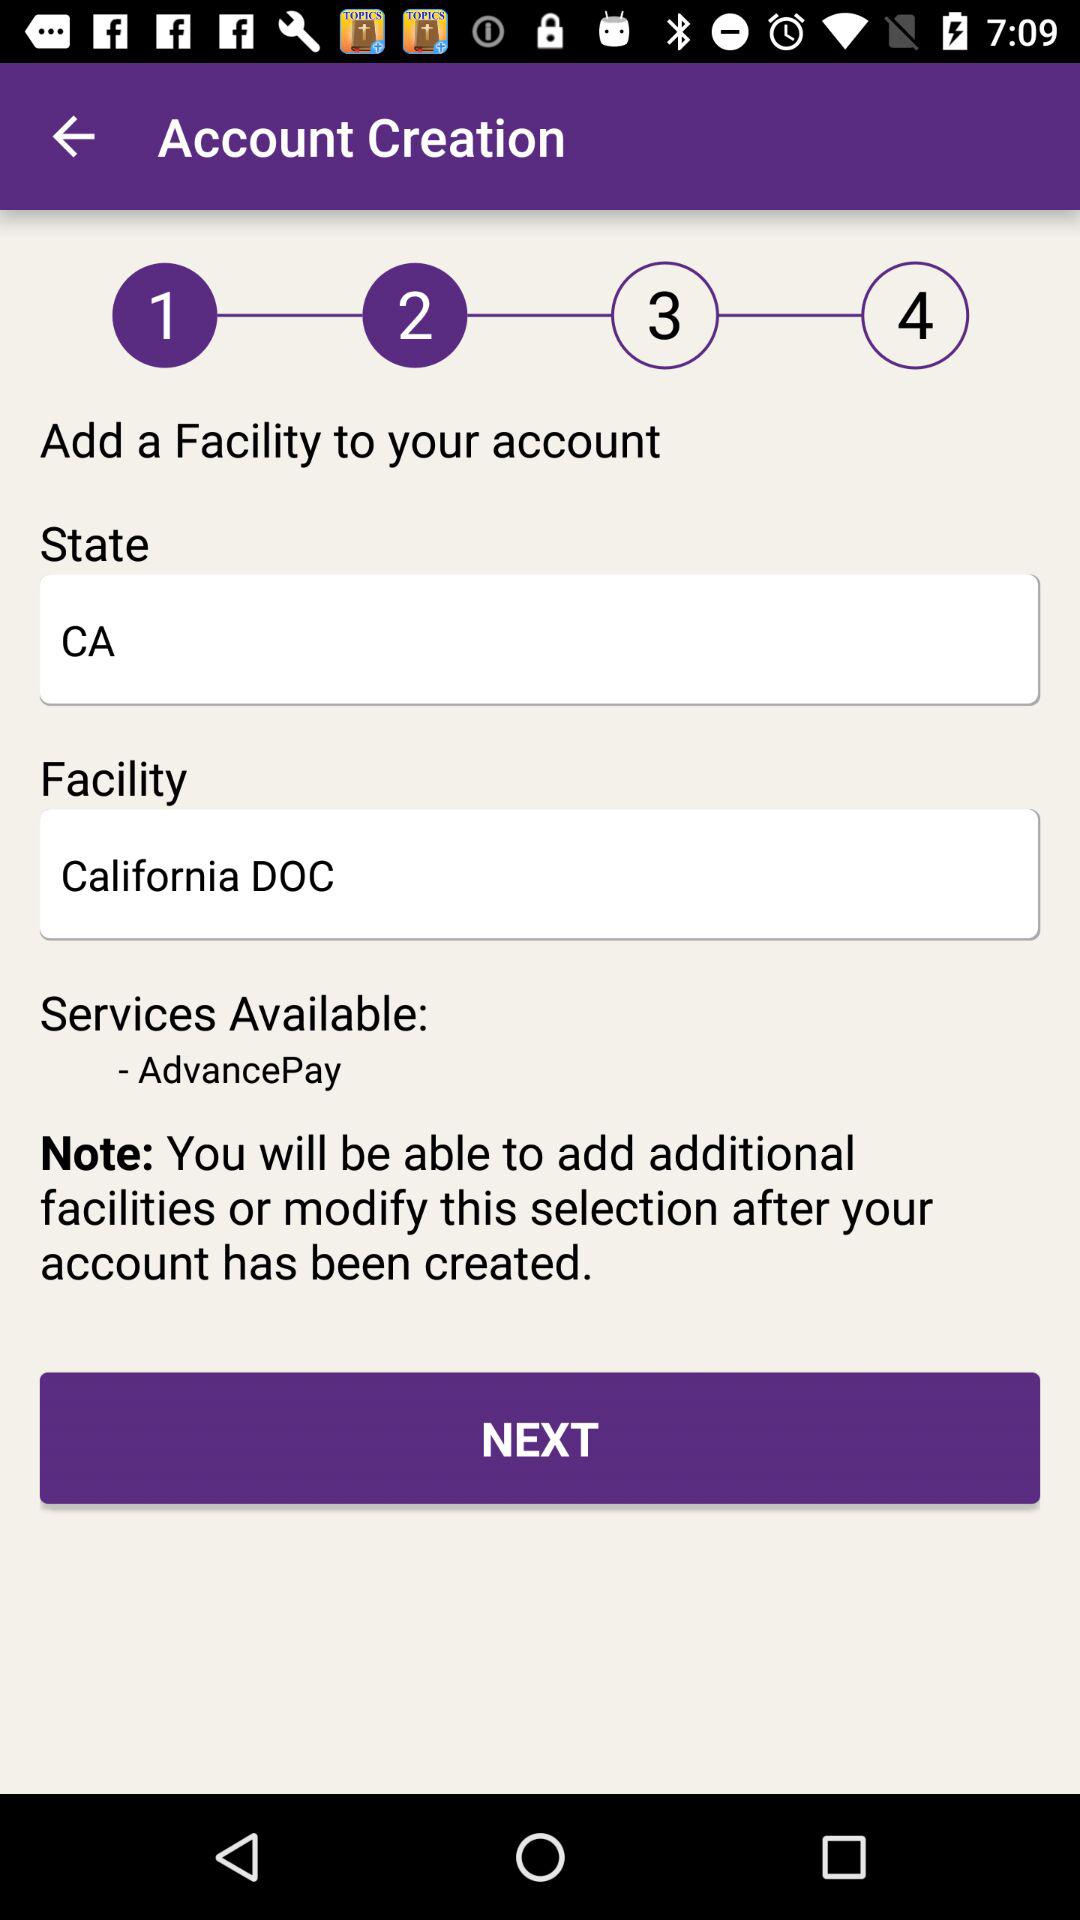 TOPICS TOPICS 7:09
Account Creation
1 2 3 4
Add a Facility to your account
State
CA
Facility
California DOC
Services Available:
- AdvancePay
Note: You will be able to add additional
facilities or modify this selection after your
account has been created.
NEXT